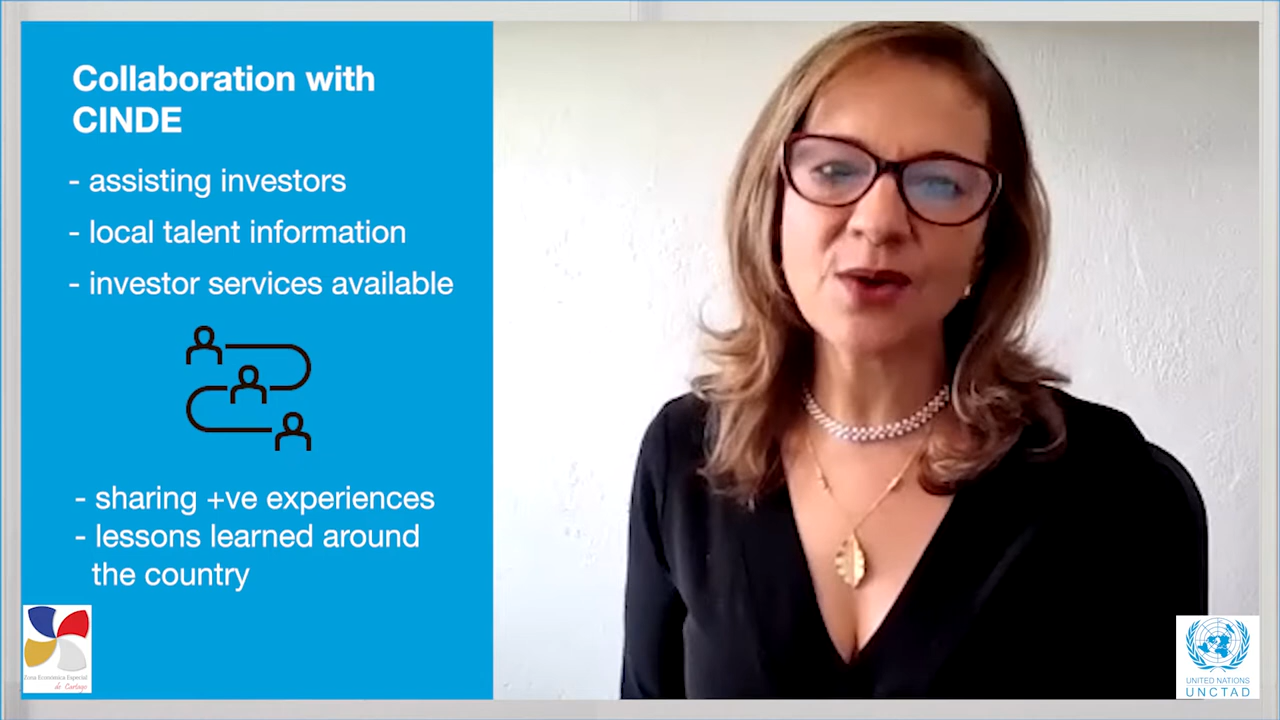 Collaboration with
CINDE
- assisting investors
- local talent information
- investor services available
- sharing +ve experiences
- lessons learned around
the country
Zona Económica Especial
de Cartago
UNITED NATIONS
UNCTAD